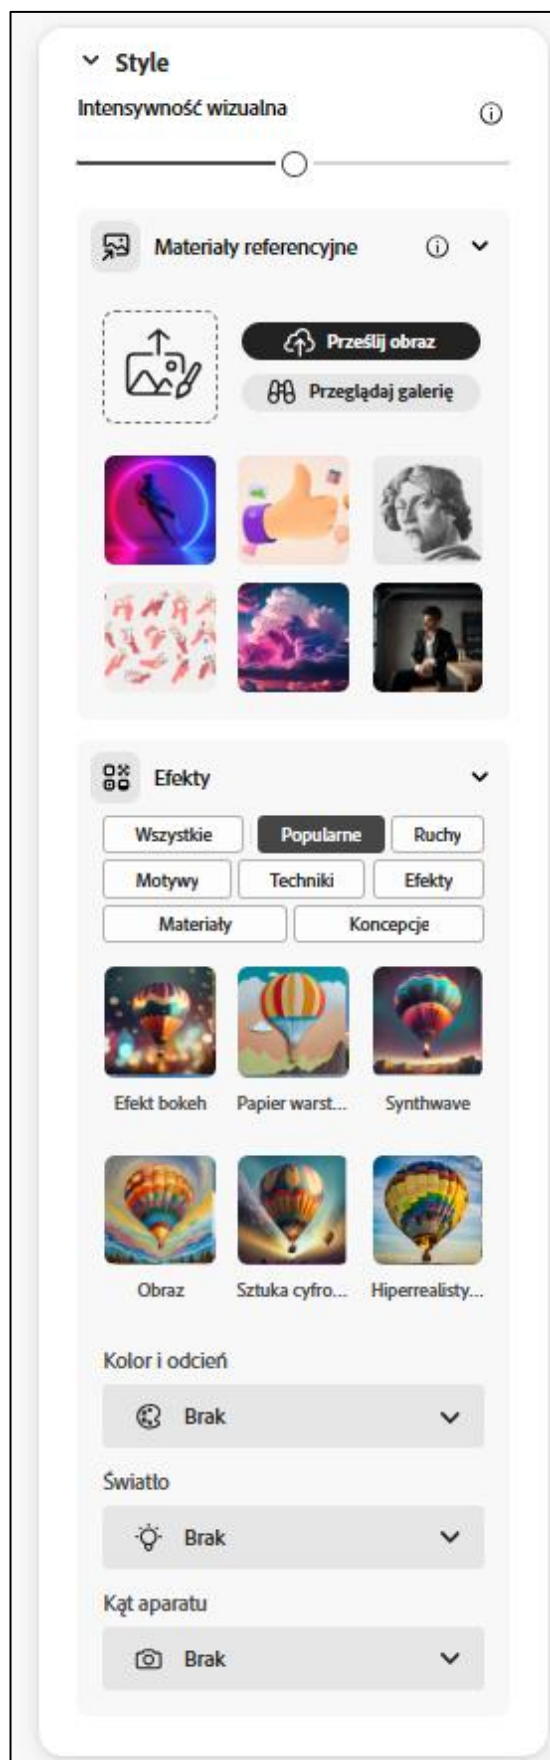 Style
Intensywność wizualna
Materiały referencyjne
Prześlij obraz
Przeglądaj galerię
Efekty
Wszystkie Popularne Ruchy
Motywy Techniki Efekty
Materiały Koncepcje
Efekt bokeh Papier warst... Synthwave
Obraz Sztuka cyfro... Hiperrealisty...
Kolor i odcień
Brak
Światło
Brak
Kąt aparatu
Brak